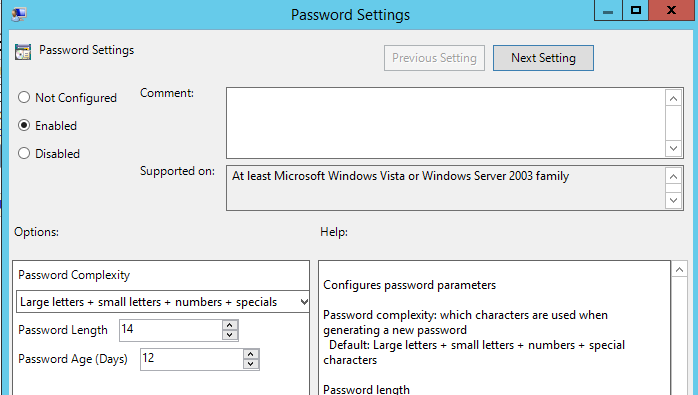 Password Settings
Password Settings
Previous Setting
Next Setting
Not Configured
Comment:
Enabled
Disabled
Supported on:
At least Microsoft Windows Vista or Windows Server 2003 family
Options:
Help:
Password Complexity
Large letters + small letters + numbers + specials
Password Length
14
Password Age (Days)
12
Configures password parameters
Password complexity: which characters are used when
generating a new password
Default: Large letters + small letters + numbers + special
characters
Password length